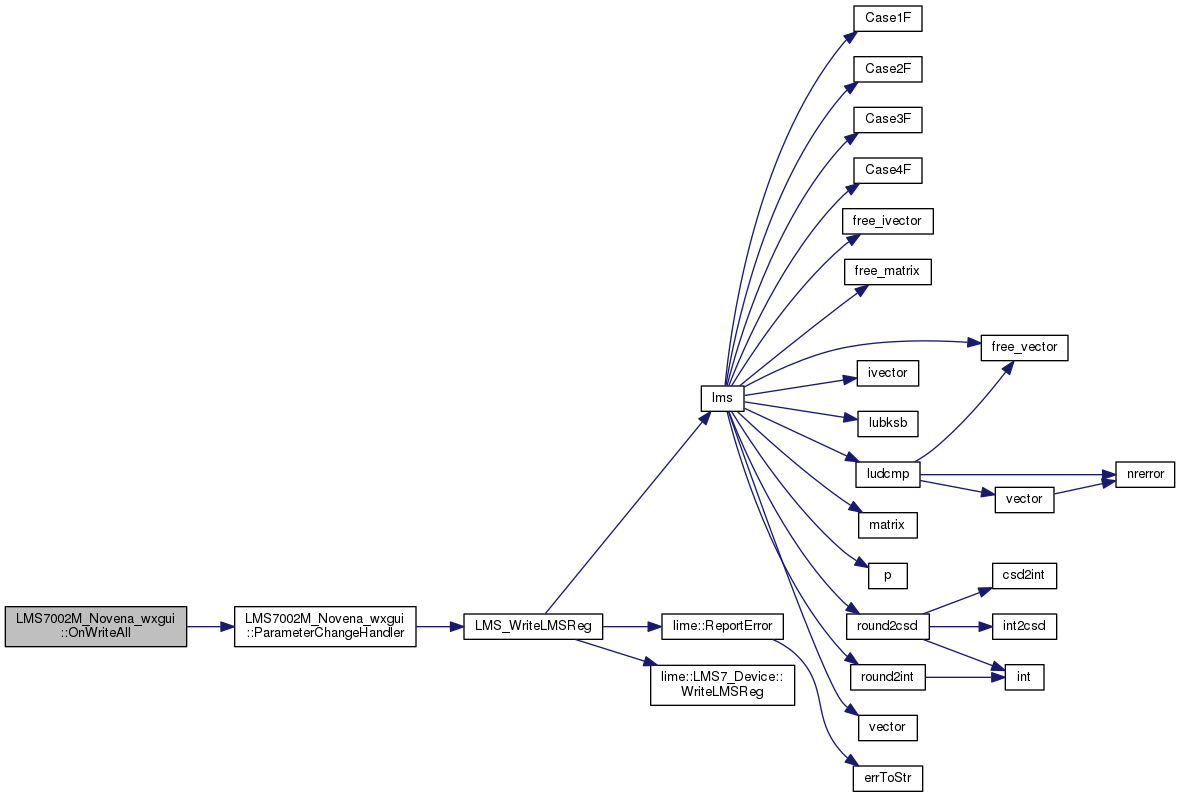 LMS7002M_Novena_wxgui
::OnWriteAll
LMS7002M_Novena_wxgui
::ParameterChangeHandler
LMS_WriteLMSReg
lms
lime::ReportError
lime::LMS7_Device::
WriteLMSReg
Case1F
Case2F
Case3F
Case4F
free_ivector
free_matrix
free_vector
ivector
lubksb
ludcmp
nrerror
vector
matrix
p
csd2int
round2csd
int2csd
round2int
int
vector
errToStr